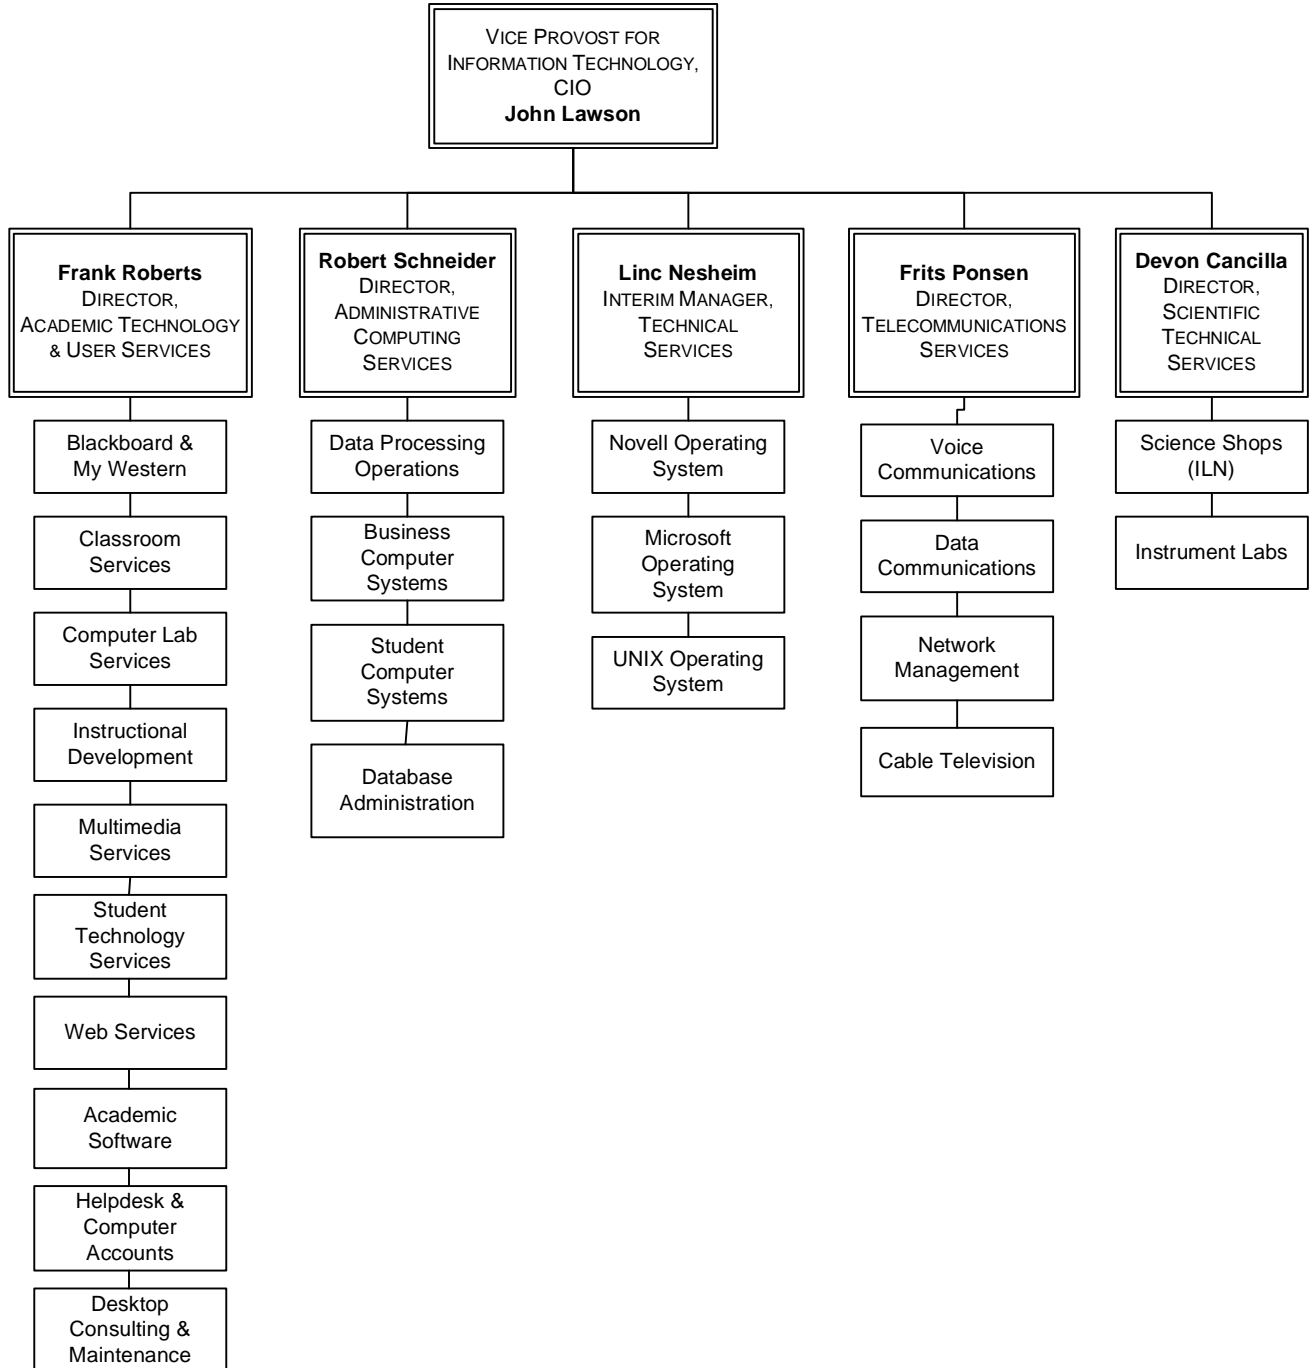 VICE PROVOST FOR
INFORMATION TECHNOLOGY,
CIO
John Lawson
Frank Roberts
DIRECTOR,
ACADEMIC TECHNOLOGY
& USER SERVICES
Blackboard &
My Western
Classroom
Services
Computer Lab
Services
Instructional
Development
Multimedia
Services
Student
Technology
Services
Web Services
Academic
Software
Helpdesk &
Computer
Accounts
Desktop
Consulting &
Maintenance
Robert Schneider
DIRECTOR,
ADMINISTRATIVE
COMPUTING
SERVICES
Data Processing
Operations
Business
Computer
Systems
Student
Computer
Systems
Database
Administration
Linc Nesheim
INTERIM MANAGER,
TECHNICAL
SERVICES
Novell Operating
System
Microsoft
Operating
System
UNIX Operating
System
Frits Ponsen
DIRECTOR,
TELECOMMUNICATIONS
SERVICES
Voice
Communications
Data
Communications
Network
Management
Cable Television
Devon Cancilla
DIRECTOR,
SCIENTIFIC
TECHNICAL
SERVICES
Science Shops
(ILN)
Instrument Labs